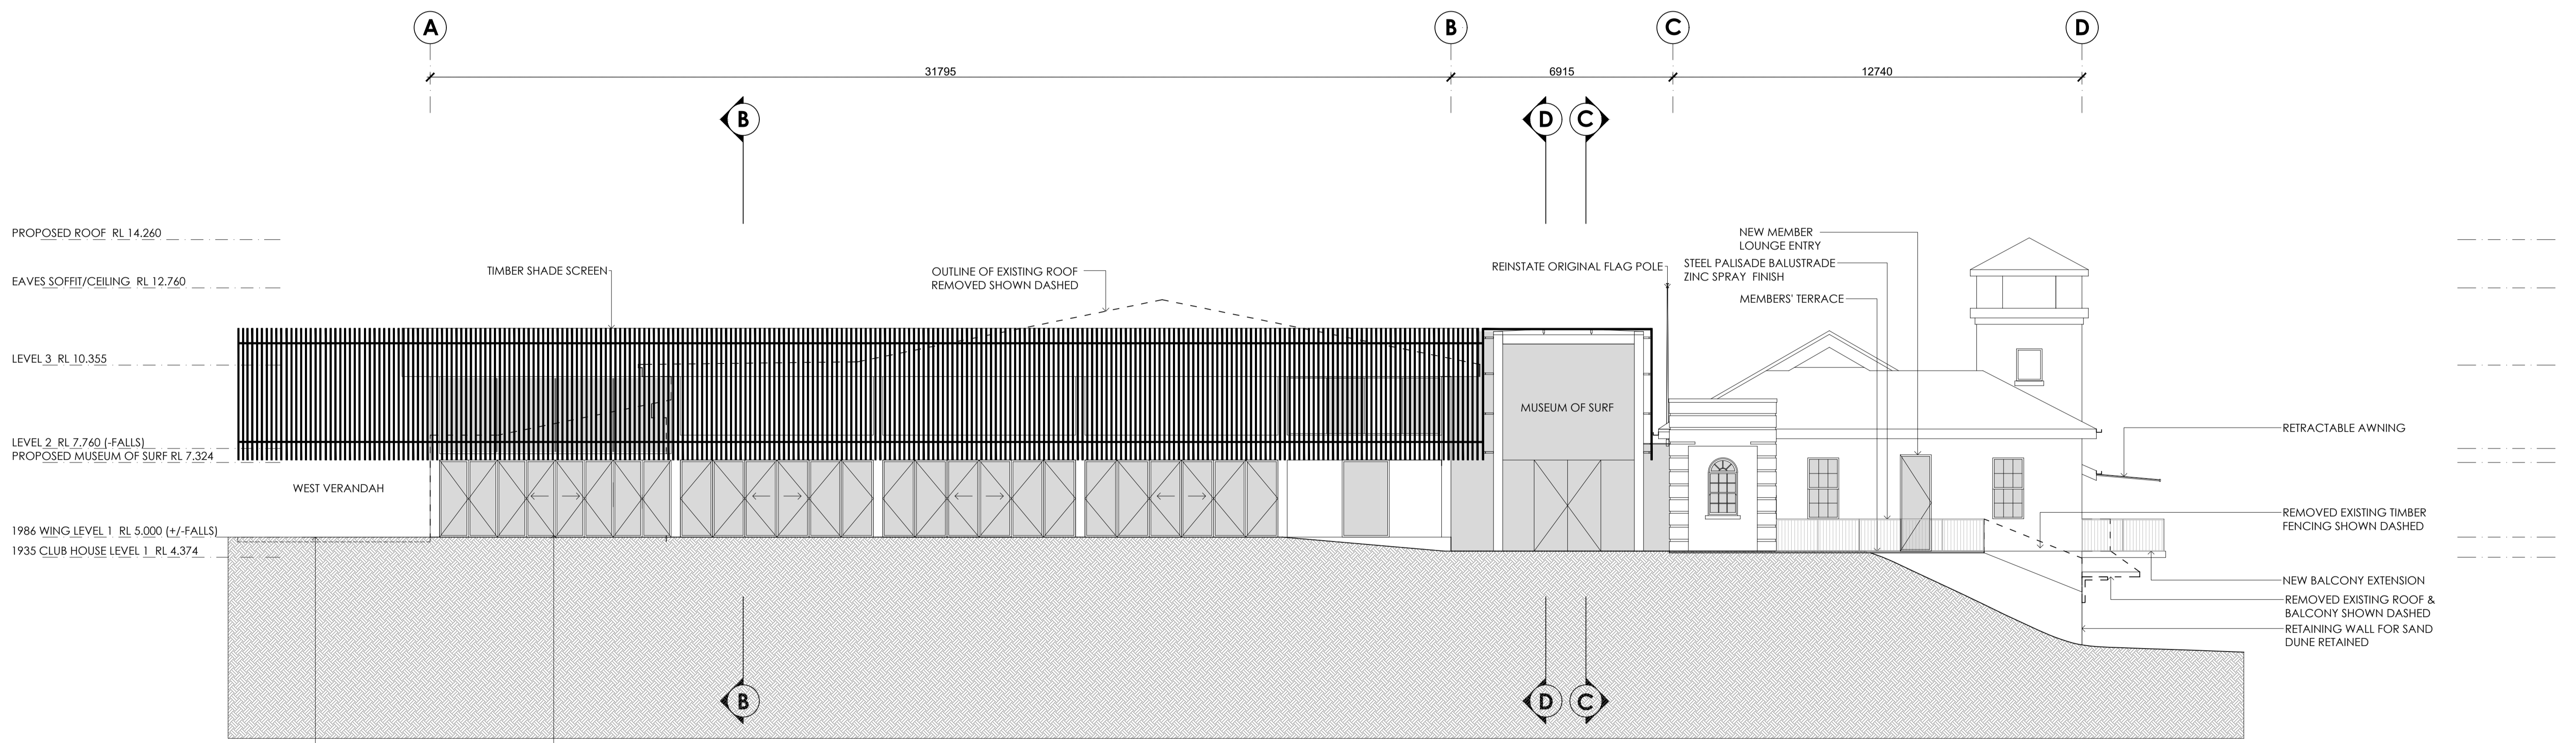 A
B
C
D
31795
6915
12740
B
D
C
PROPOSED ROOF  RL 14.260
NEW MEMBER
LOUNGE ENTRY
STEEL PALISADE BALUSTRADE
ZINC SPRAY  FINISH
MEMBERS' TERRACE
REINSTATE ORIGINAL FLAG POLE
TIMBER SHADE SCREEN
OUTLINE OF EXISTING ROOF
REMOVED SHOWN DASHED
EAVES SOFFIT/CEILING  RL 12.760
LEVEL 3  RL 10.355
MUSEUM OF SURF
RETRACTABLE AWNING
LEVEL 2  RL 7.760 (-FALLS)
PROPOSED MUSEUM OF SURF RL 7.324
WEST VERANDAH
REMOVED EXISTING TIMBER
FENCING SHOWN DASHED
1986 WING LEVEL 1  RL 5.000 (+/-FALLS)
1935 CLUB HOUSE LEVEL 1  RL 4.374
NEW BALCONY EXTENSION
REMOVED EXISTING ROOF &
BALCONY SHOWN DASHED
RETAINING WALL FOR SAND
DUNE RETAINED
B
D
C